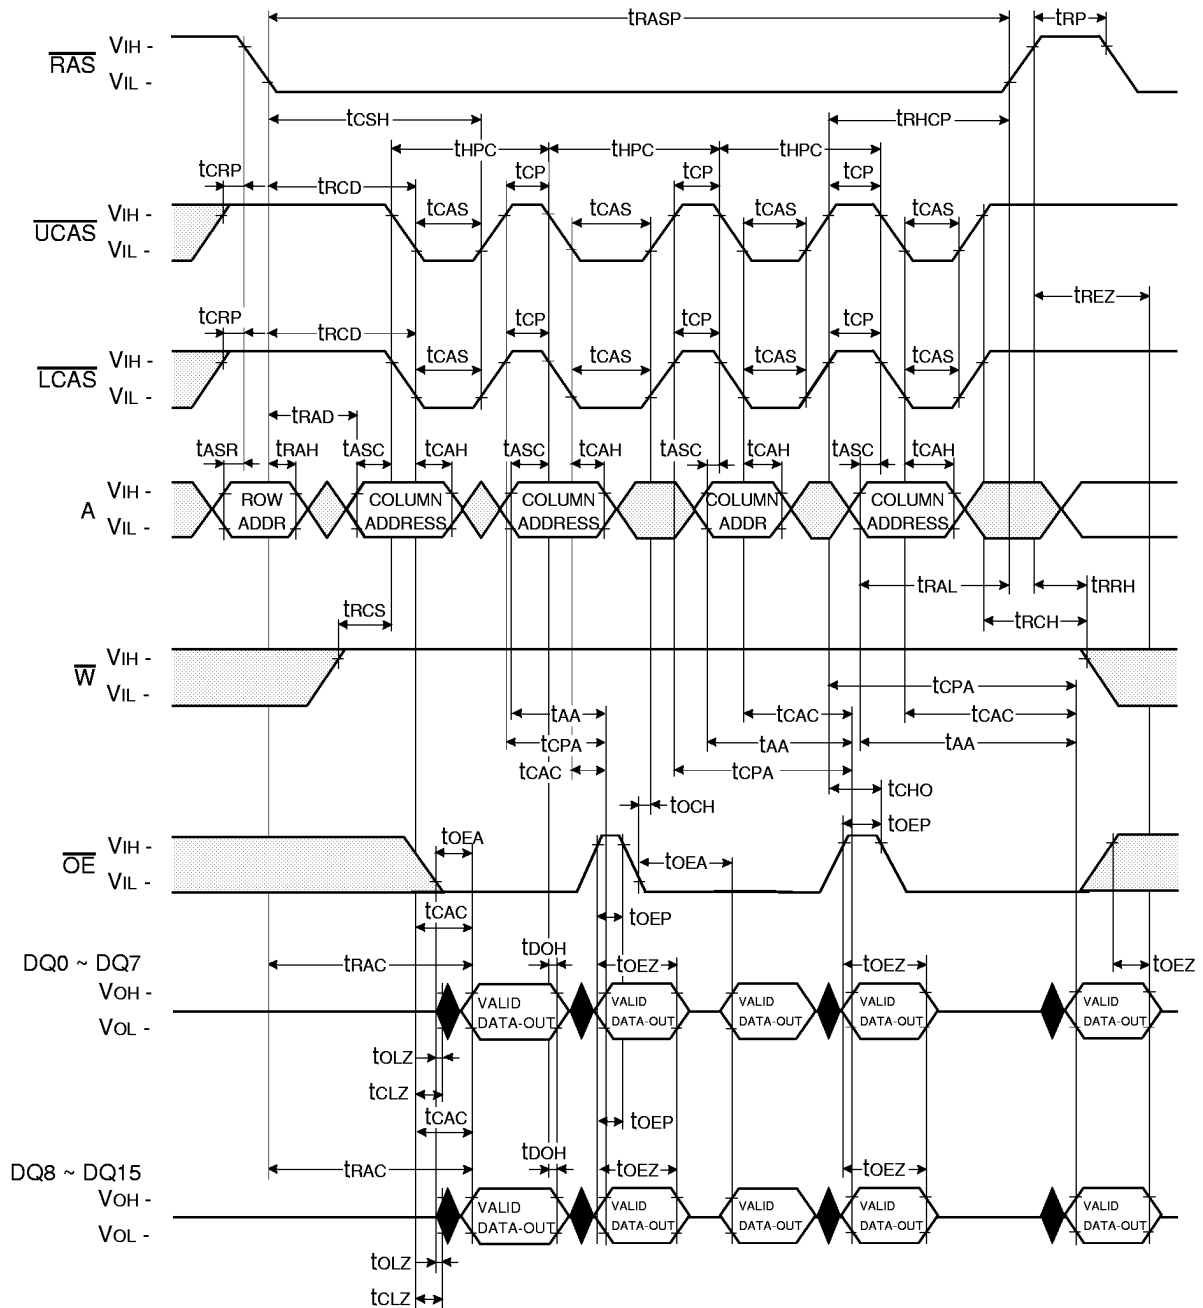 tRASP
tRP
RAS
VIH -
VIL -
tCSH
tRHCP
tHPC
tHPC
tHPC
tCRP
tRCD
tCP
tCP
tCP
tCAS
tCAS
tCAS
tCAS
UCAS
VIH -
VIL -
tREZ
tCRP
tRCD
tCP
tCP
tCP
tCAS
tCAS
tCAS
tCAS
LCAS
VIH -
VIL -
tRAD
tASR
tRAH
tASC
tCAH
tASC
tCAH
tASC
tCAH
tASC
tCAH
A
VIH -
VIL -
ROW
ADDR
COLUMN
ADDRESS
COLUMN
ADDRESS
COLUMN
ADDR
COLUMN
ADDRESS
tRAL
tRRH
tRCS
tRCH
W
VIH -
VIL -
tCPA
tAA
tCAC
tCAC
tCPA
tAA
tAA
tCAC
tCPA
tCHO
tOCH
tOEP
OE
VIH -
VIL -
tOEA
tOEA
tCAC
tOEP
tDOH
DQ0 ~ DQ7
tRAC
tOEZ
tOEZ
tOEZ
VOH -
VOL -
VALID
DATA-OUT
VALID
DATA-OUT
VALID
DATA-OUT
VALID
DATA-OUT
VALID
DATA-OUT
tOLZ
tCLZ
tCAC
tOEP
tDOH
DQ8 ~ DQ15
tRAC
tOEZ
tOEZ
VOH -
VOL -
VALID
DATA-OUT
VALID
DATA-OUT
VALID
DATA-OUT
VALID
DATA-OUT
VALID
DATA-OUT
tOLZ
tCLZ